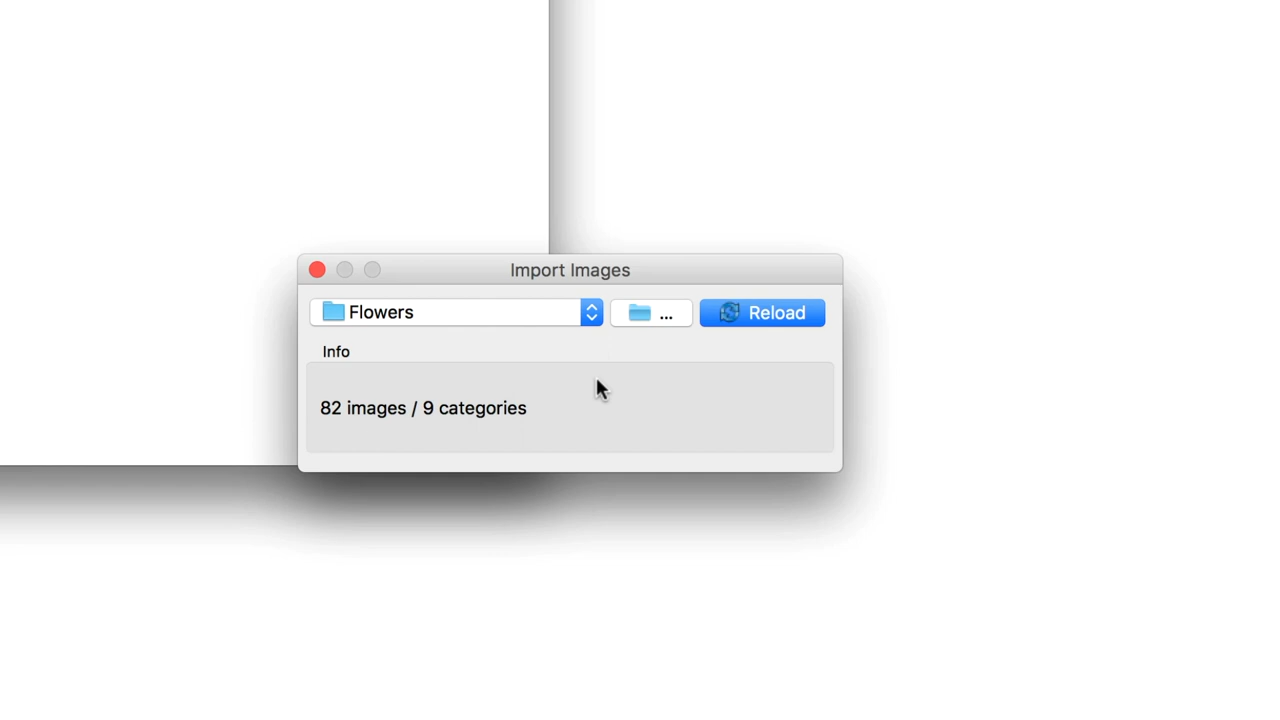 Import Images
Flowers
...
Reload
Info
82 images / 9 categories